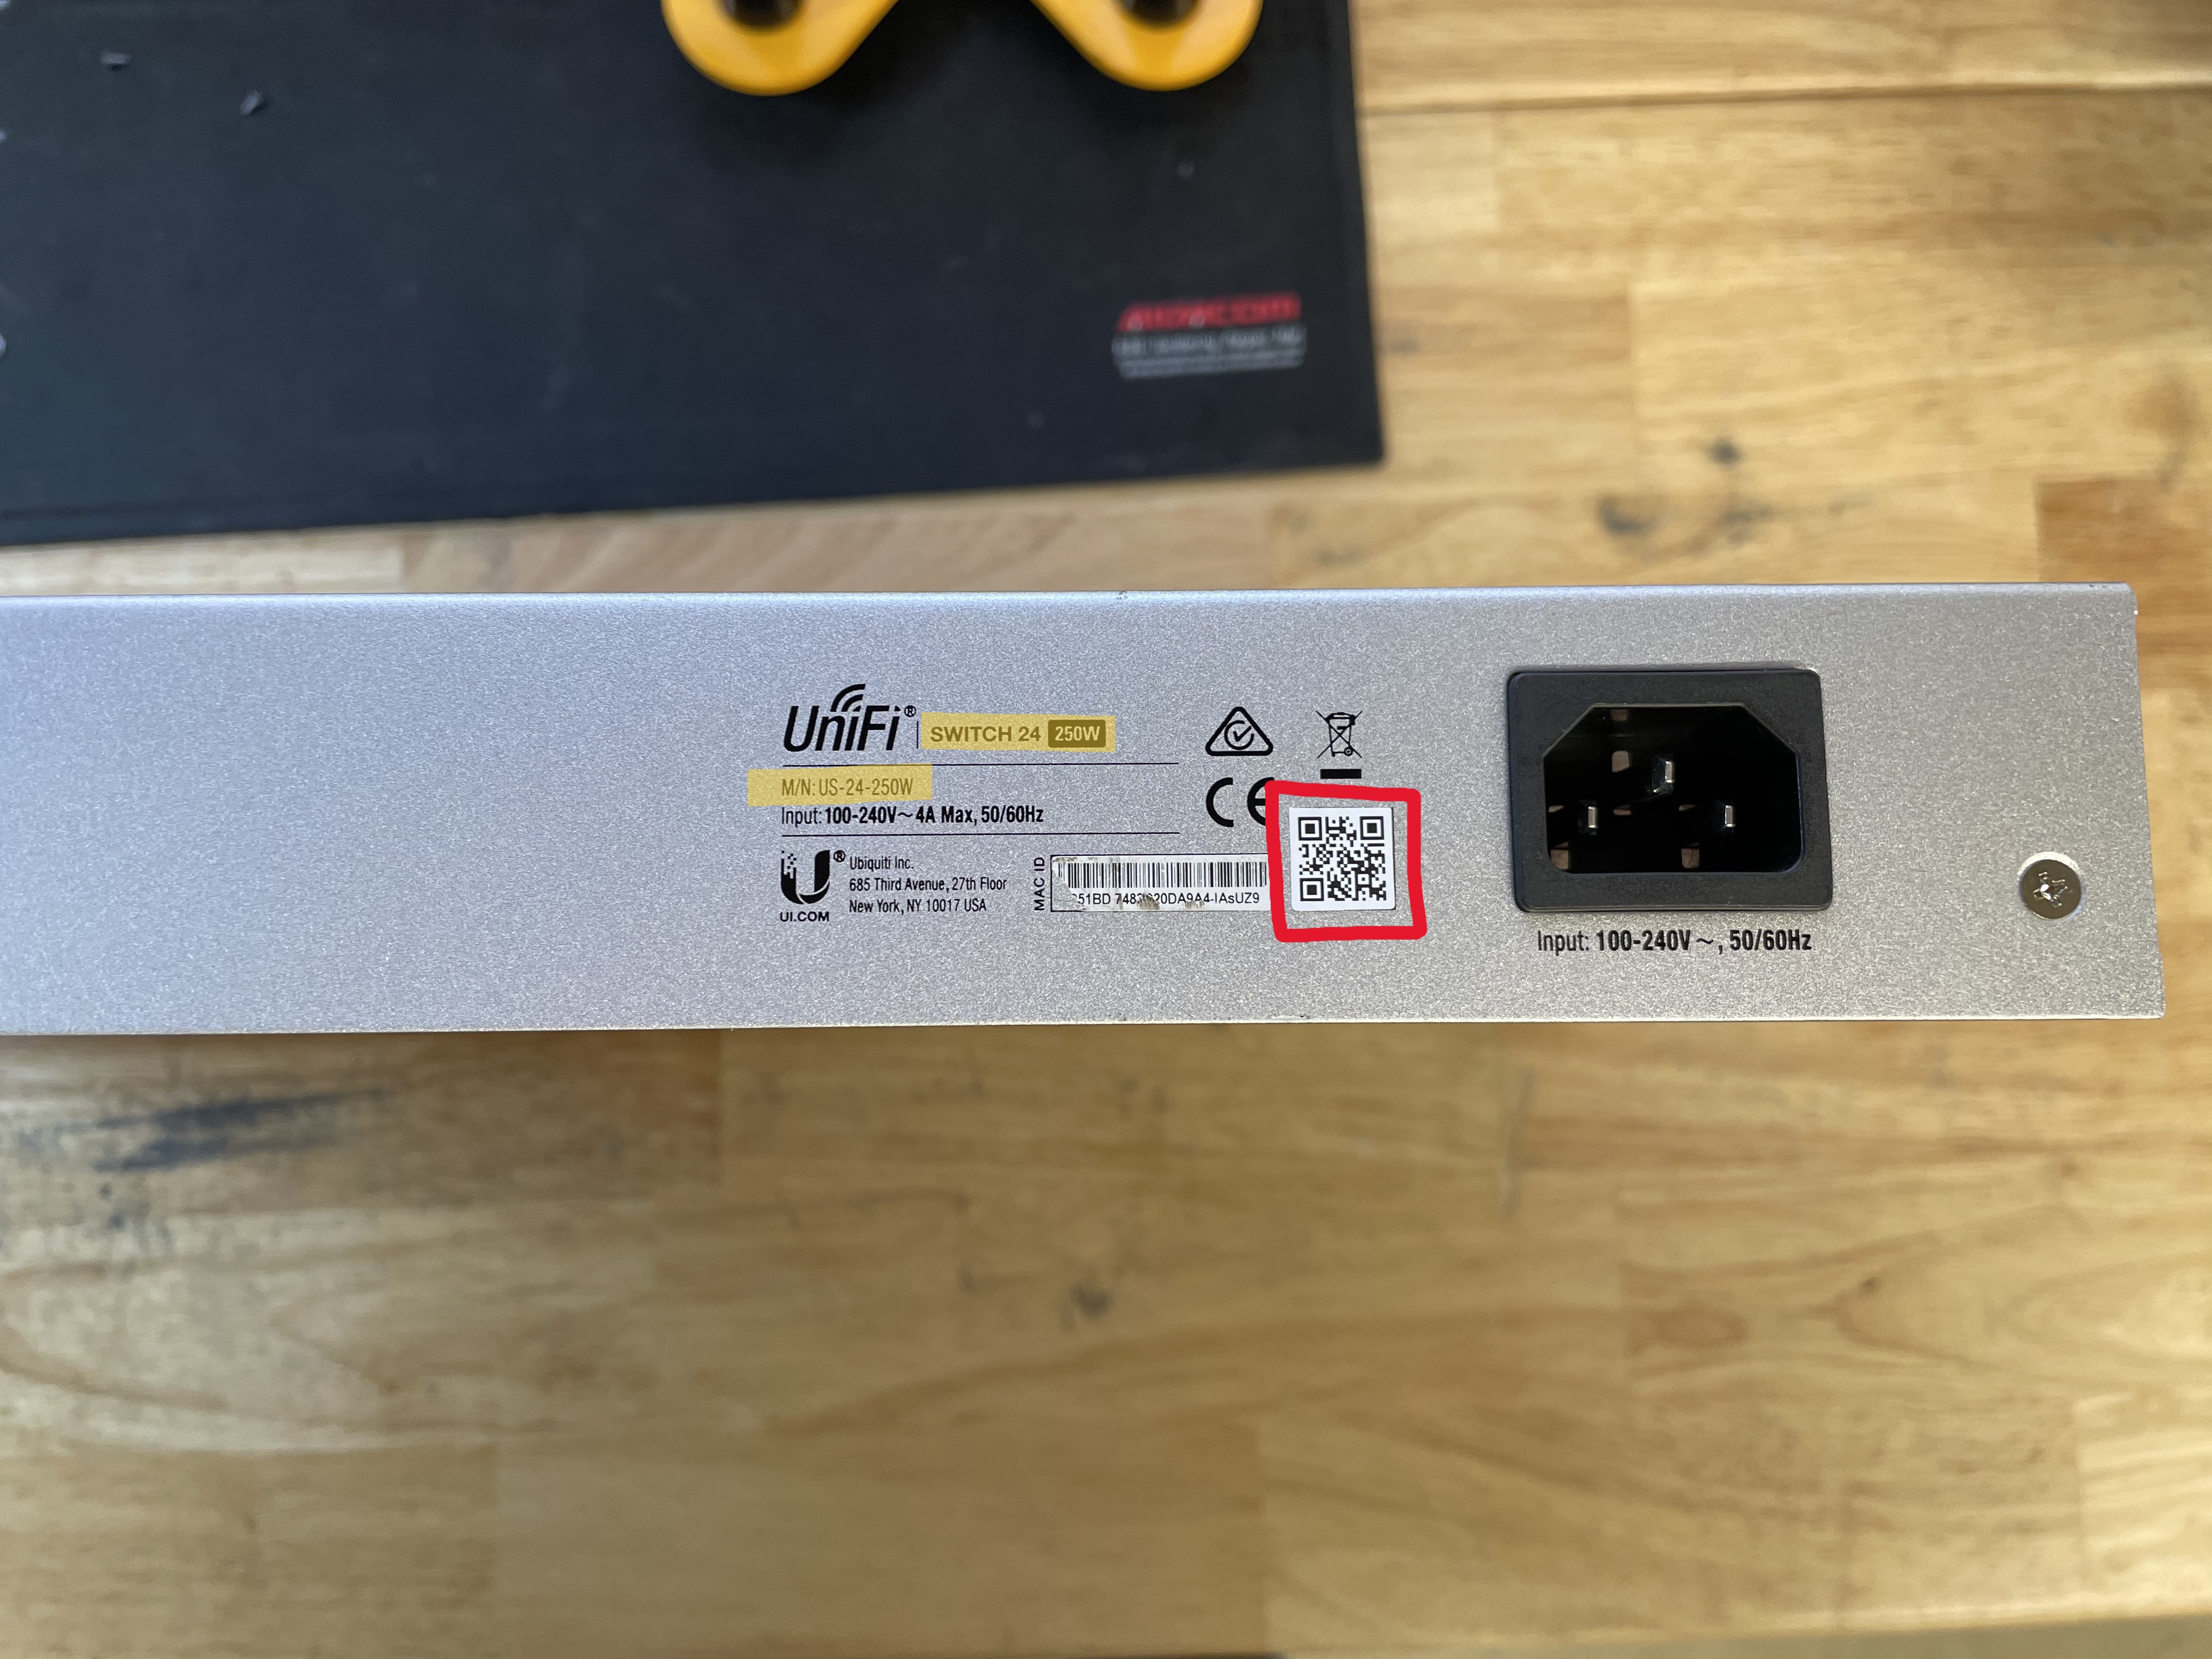 UniFi® SWITCH 24 250W
M/N: US-24-250W
Input: 100-240V~ 4A Max, 50/60Hz
Ubiquiti Inc.
685 Third Avenue, 27th Floor
New York, NY 10017 USA
UI.COM
MAC ID
Input: 100-240V~, 50/60Hz